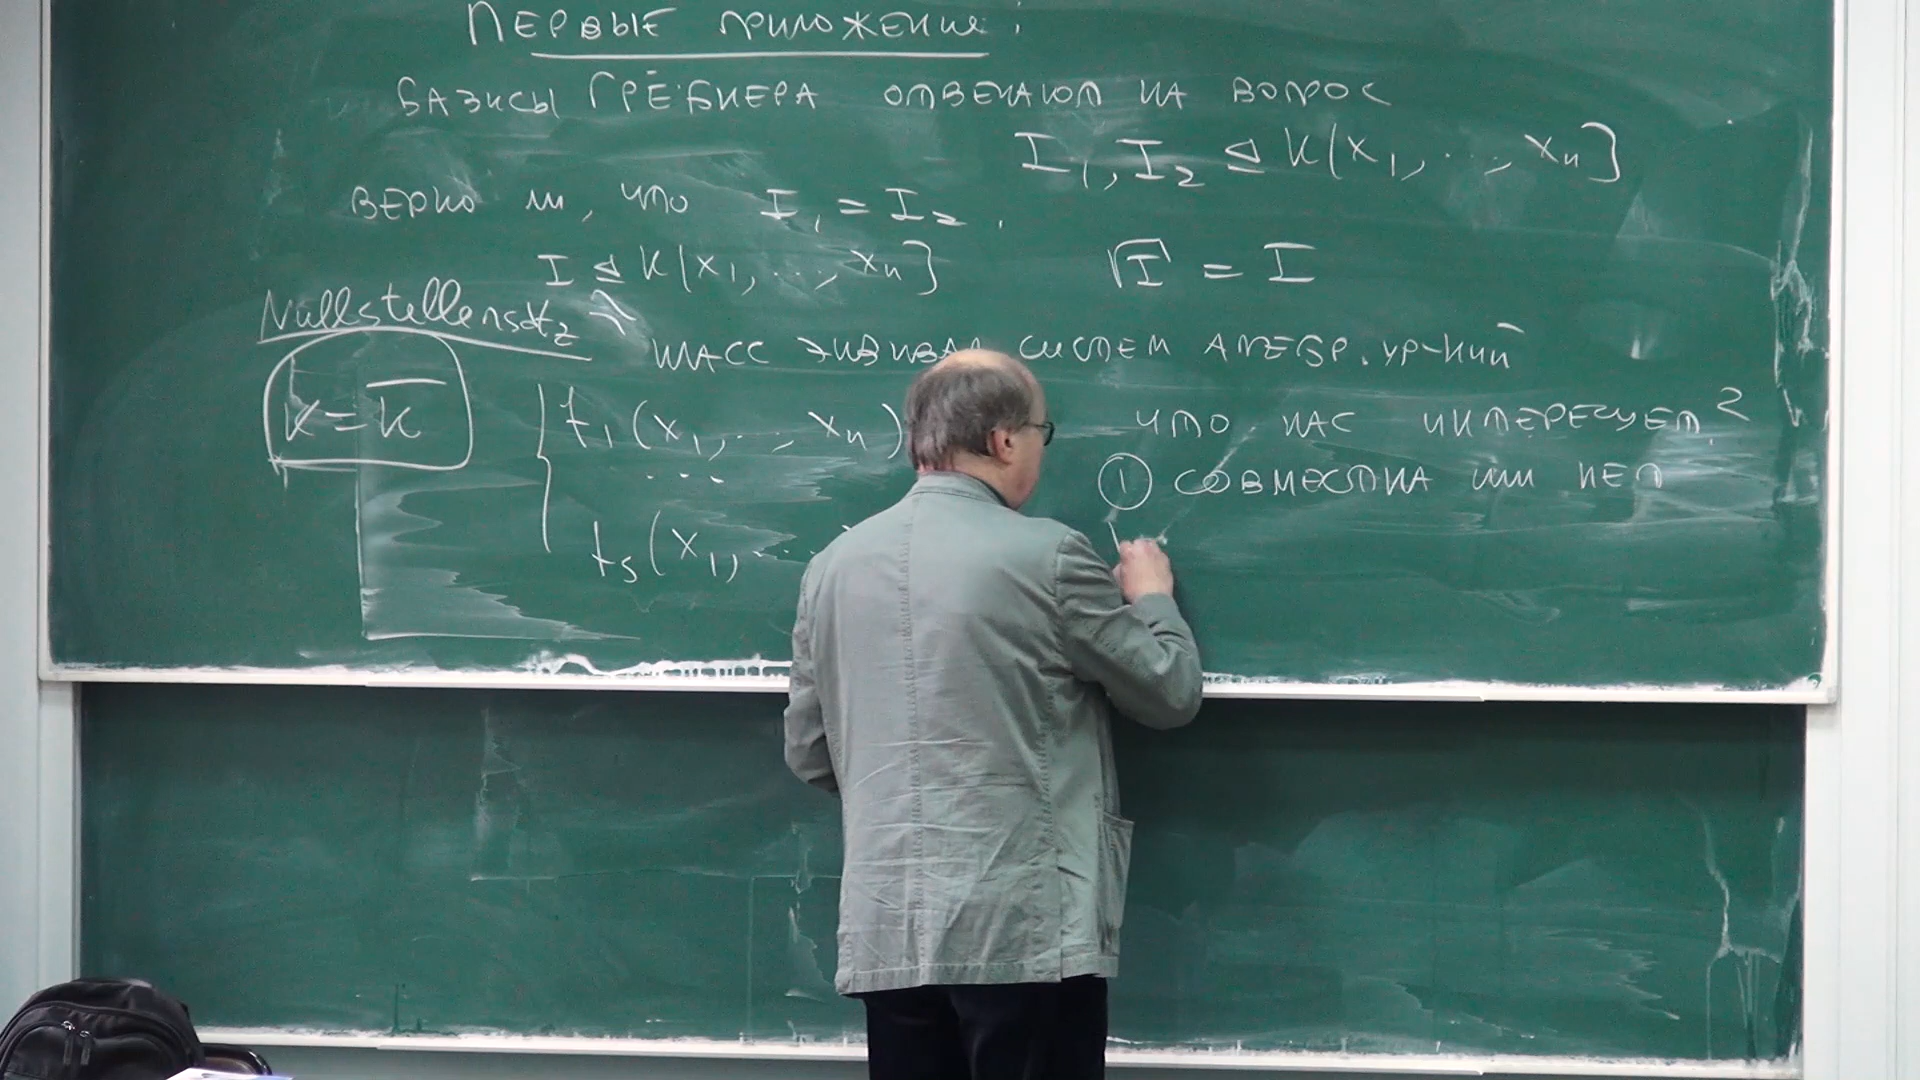 Первые приложения:
Базисы Грёбнера отвечают на вопрос
I₁, I₂ ⊴ K[x₁, ..., xₙ]
верно ли, что I₁ = I₂.
I ⊴ K[x₁, ..., xₙ] √I = I
Nullstellensatz
класс эквивал систем алгебр. ур-ний
K = K̅
f₁(x₁, ..., xₙ)
...
fₛ(x₁, ...
что нас интересует?
① совместна или нет